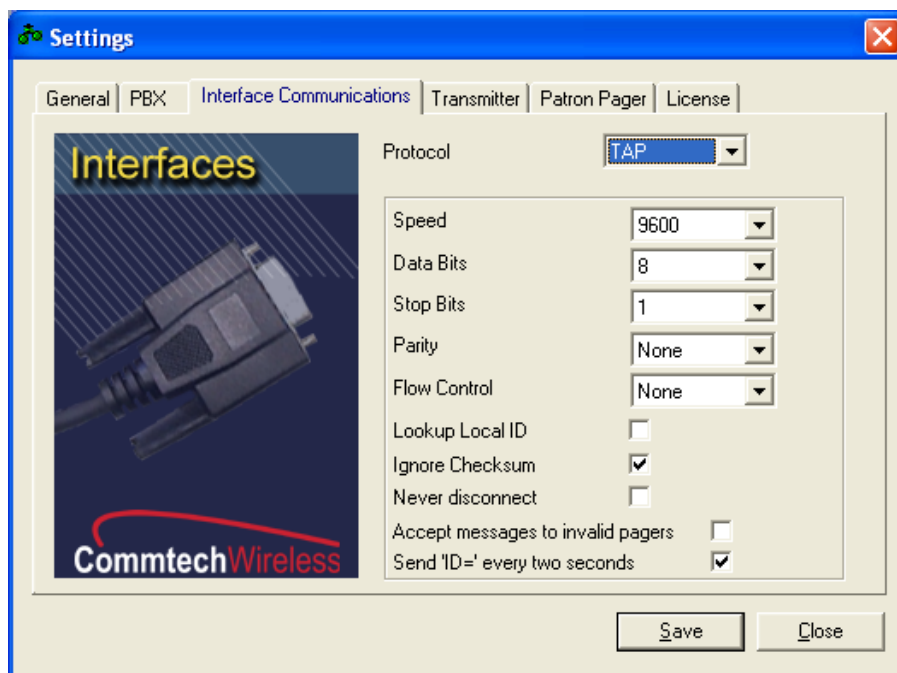 Settings
General PBX Interface Communications Transmitter Patron Pager License
Interfaces
CommtechWireless
Protocol TAP
Speed 9600
Data Bits 8
Stop Bits 1
Parity None
Flow Control None
Lookup Local ID
Ignore Checksum
Never disconnect
Accept messages to invalid pagers
Send 'ID=' every two seconds
Save Close